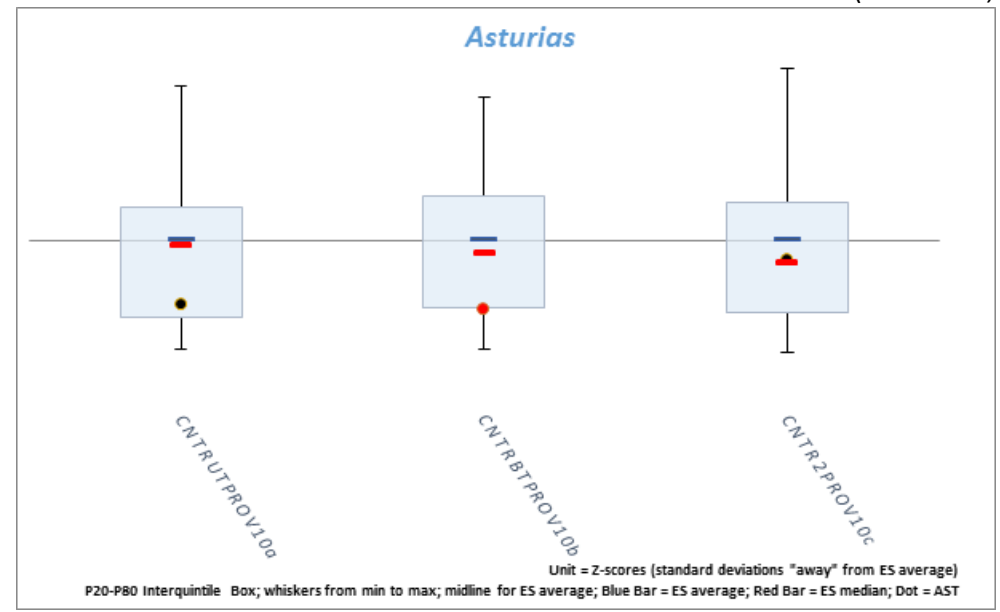 Asturias
CNTRUTPROV10a
CNTRBTPROV10b
CNTR2PROV10c
Unit = Z-scores (standard deviations "away" from ES average)
P20-P80 Interquintile Box; whiskers from min to max; midline for ES average; Blue Bar = ES average; Red Bar = ES median; Dot = AST